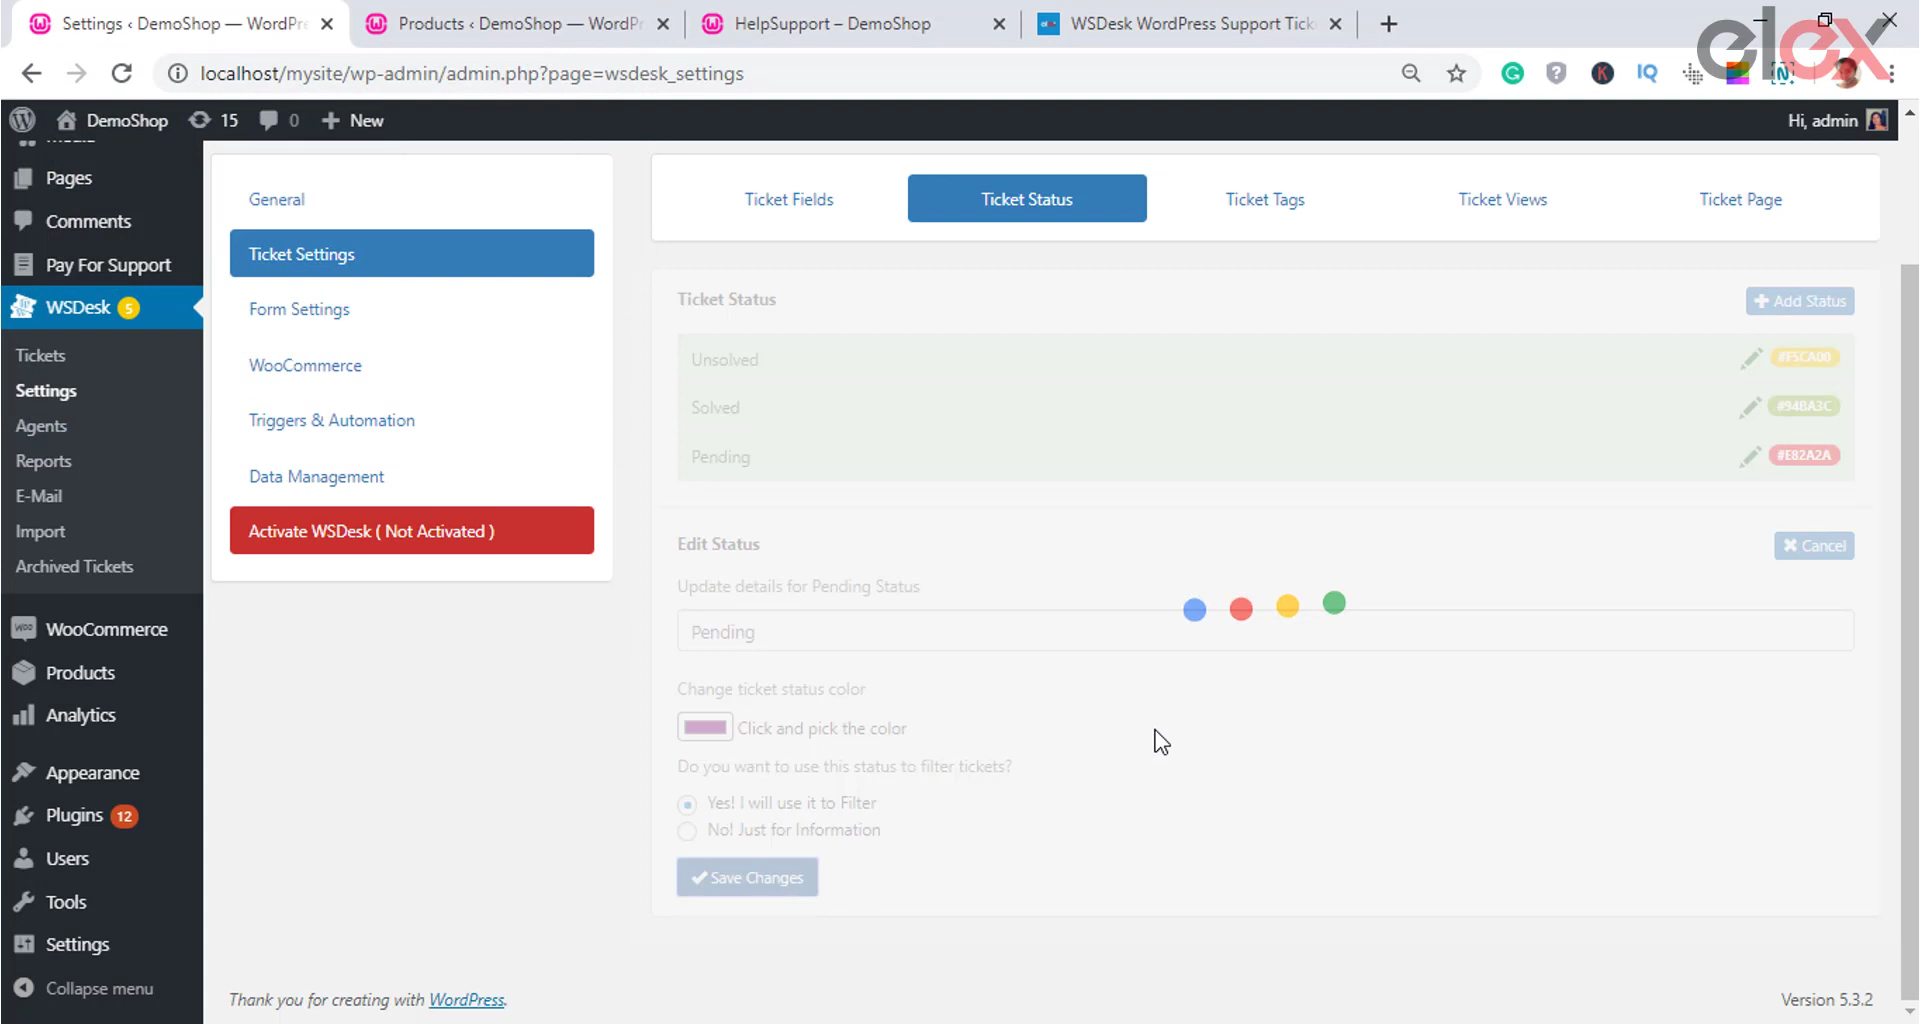 Settings ‹ DemoShop — WordPre
Products ‹ DemoShop — WordPr
HelpSupport – DemoShop
WSDesk WordPress Support Ticke
elex
localhost/mysite/wp-admin/admin.php?page=wsdesk_settings
IQ
K
N
DemoShop
15
0
New
Hi, admin
Pages
Comments
Pay For Support
WSDesk 5
Tickets
Settings
Agents
Reports
E-Mail
Import
Archived Tickets
WooCommerce
Products
Analytics
Appearance
Plugins 12
Users
Tools
Settings
Collapse menu
General
Ticket Settings
Form Settings
WooCommerce
Triggers & Automation
Data Management
Activate WSDesk ( Not Activated )
Ticket Fields
Ticket Status
Ticket Tags
Ticket Views
Ticket Page
Ticket Status
Add Status
Unsolved
#F5CA00
Solved
#94BA3C
Pending
#E82A2A
Edit Status
Cancel
Update details for Pending Status
Pending
Change ticket status color
Click and pick the color
Do you want to use this status to filter tickets?
Yes! I will use it to Filter
No! Just for Information
Save Changes
Thank you for creating with WordPress.
Version 5.3.2